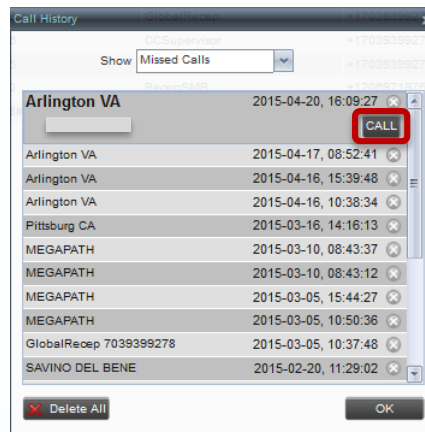 Call History GlobalRecep +1703939927
CCSupervisor +1703939927
Show Missed Calls
Arlington VA 2015-04-20, 16:09:27
CALL
Arlington VA 2015-04-17, 08:52:41
Arlington VA 2015-04-16, 15:39:48
Arlington VA 2015-04-16, 10:38:34
Pittsburg CA 2015-03-16, 14:16:13
MEGAPATH 2015-03-10, 08:43:37
MEGAPATH 2015-03-10, 08:43:12
MEGAPATH 2015-03-05, 15:44:27
MEGAPATH 2015-03-05, 10:50:36
GlobalRecep 7039399278 2015-03-05, 10:37:48
SAVINO DEL BENE 2015-02-20, 11:29:02
Delete All OK